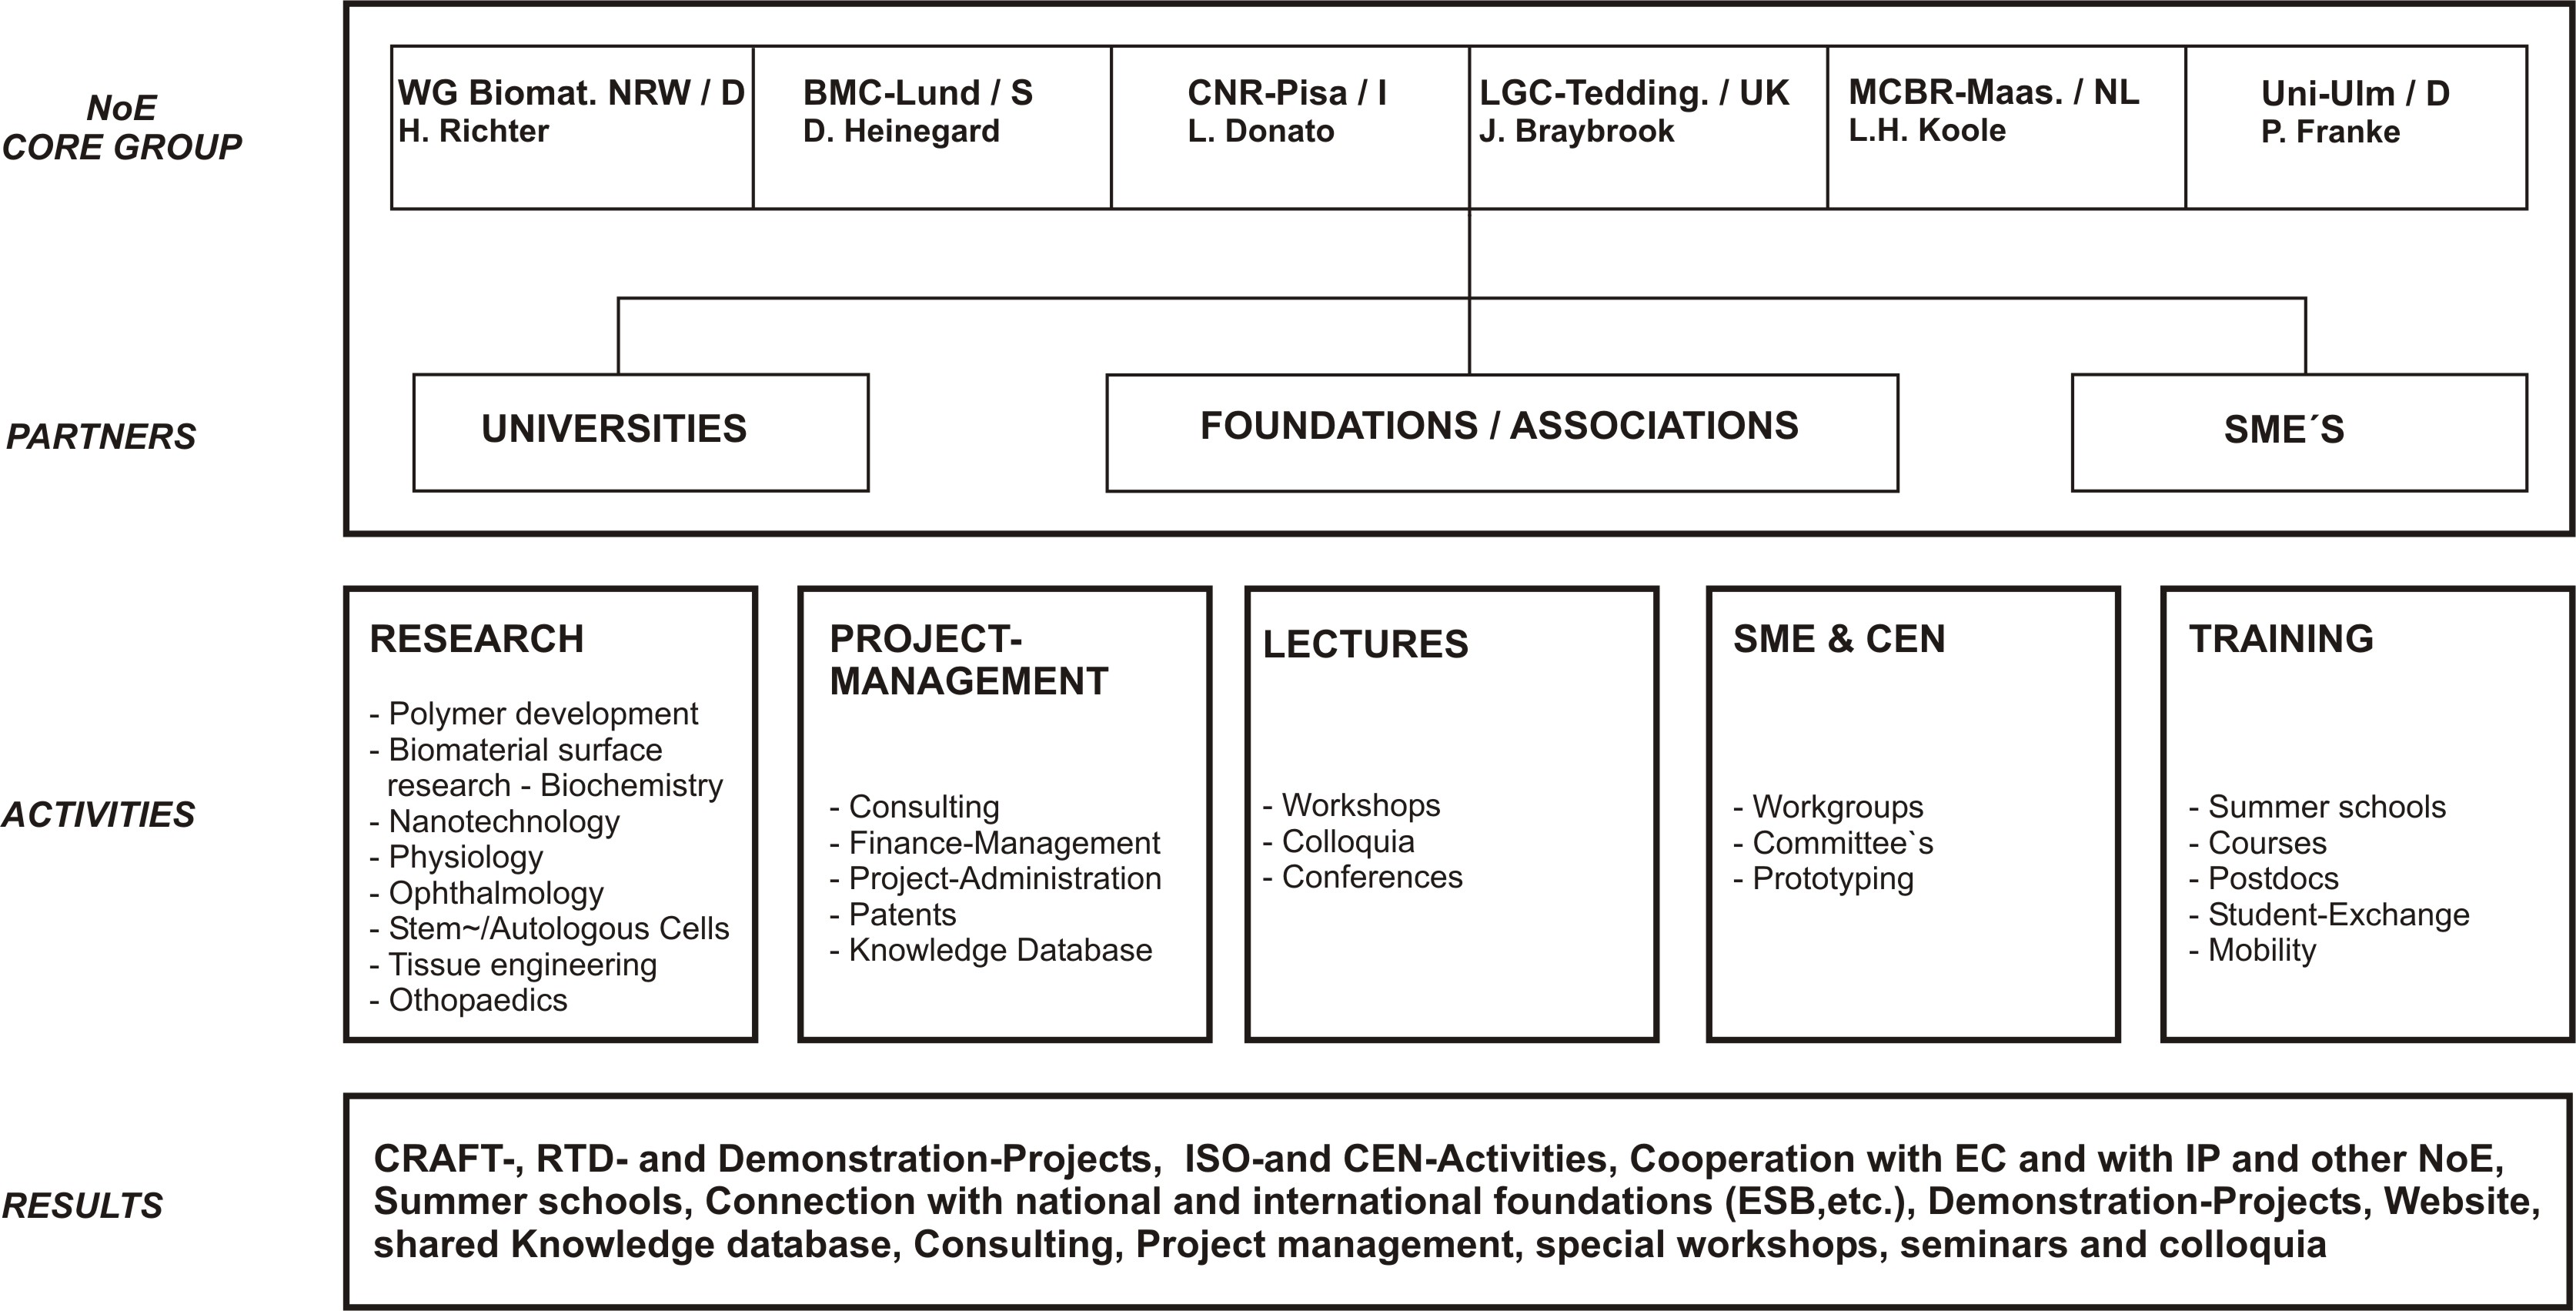 NoE
CORE GROUP
WG Biomat. NRW / D
H. Richter
BMC-Lund / S
D. Heinegard
CNR-Pisa / I
L. Donato
LGC-Tedding. / UK
J. Braybrook
MCBR-Maas. / NL
L.H. Koole
Uni-Ulm / D
P. Franke
PARTNERS
UNIVERSITIES
FOUNDATIONS / ASSOCIATIONS
SME´S
ACTIVITIES
RESEARCH
- Polymer development
- Biomaterial surface
research - Biochemistry
- Nanotechnology
- Physiology
- Ophthalmology
- Stem~/Autologous Cells
- Tissue engineering
- Othopaedics
PROJECT-
MANAGEMENT
- Consulting
- Finance-Management
- Project-Administration
- Patents
- Knowledge Database
LECTURES
- Workshops
- Colloquia
- Conferences
SME & CEN
- Workgroups
- Committee`s
- Prototyping
TRAINING
- Summer schools
- Courses
- Postdocs
- Student-Exchange
- Mobility
RESULTS
CRAFT-, RTD- and Demonstration-Projects, ISO-and CEN-Activities, Cooperation with EC and with IP and other NoE,
Summer schools, Connection with national and international foundations (ESB,etc.), Demonstration-Projects, Website,
shared Knowledge database, Consulting, Project management, special workshops, seminars and colloquia